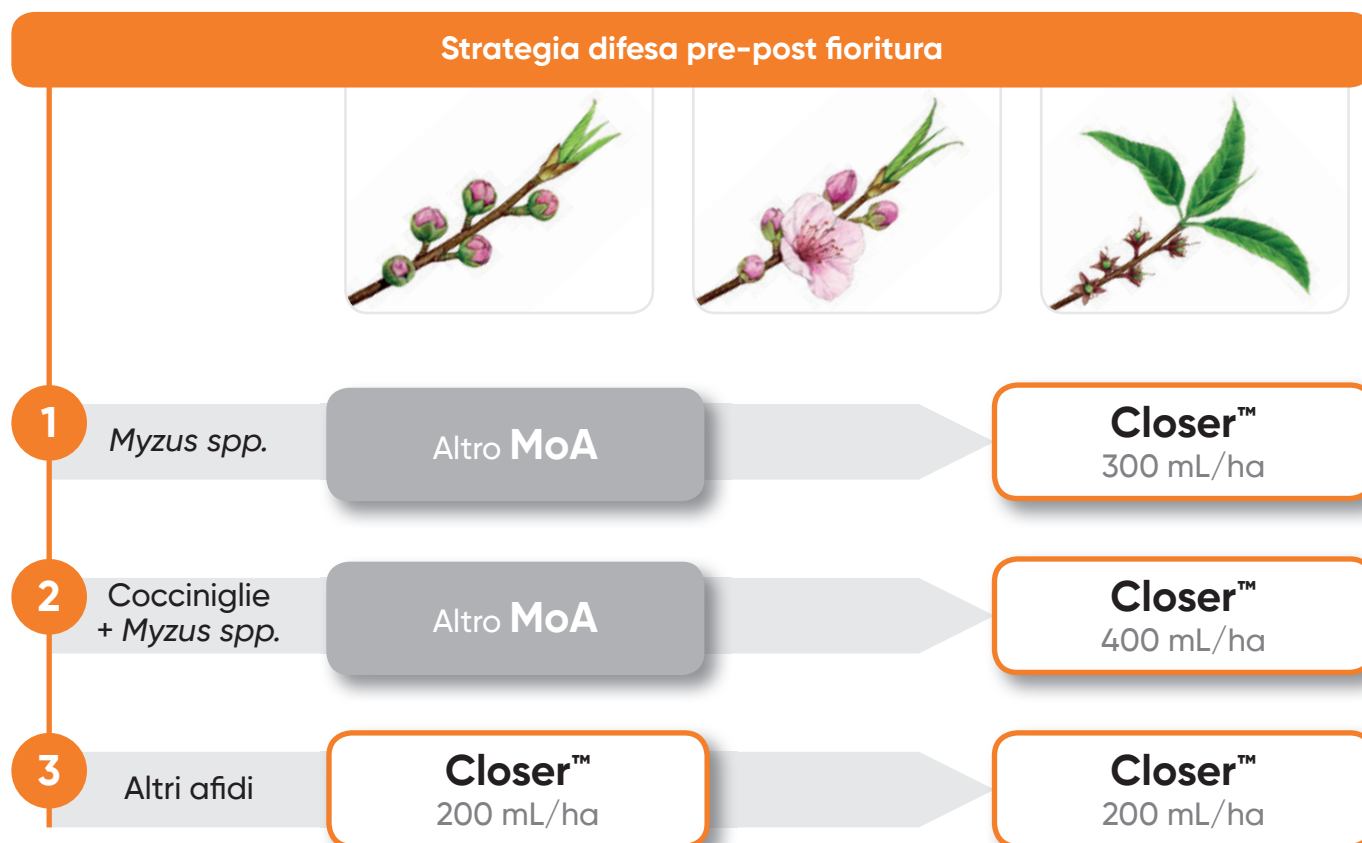 Strategia difesa pre-post fioritura
1
Myzus spp.
Altro MoA
Closer™
300 mL/ha
2
Cocciniglie
+ Myzus spp.
Altro MoA
Closer™
400 mL/ha
3
Altri afidi
Closer™
200 mL/ha
Closer™
200 mL/ha